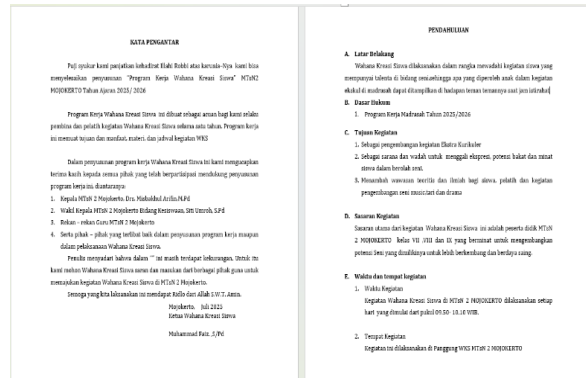 KATA PENGANTAR
Puji syukur kami panjatkan kehadirat Illahi Robbi atas karunia-Nya kami bisa
menyelesaikan penyusunan "Program Kerja Wahana Kreasi Siswa" MTsN2
MOJOKERTO Tahun Ajaran 2025/ 2026
Program Kerja Wahana Kreasi Siswa ini dibuat sebagai acuan bagi kami selaku
pembina dan pelatih kegiatan Wahana Kreasi Siswa selama satu tahun. Program kerja
ini memuat tujuan dan manfaat, materi, dan jadwal kegiatan WKS
Dalam penyusunan program kerja Wahana Kreasi Siswa ini kami mengucapkan
terima kasih kepada semua pihak yang telah berpartisipasi mendukung penyusunan
program kerja ini, diantaranya:
1. Kepala MTsN 2 Mojokerto, Drs. Misbakhul Arifin.M.Pd
2. Wakil Kepala MTsN 2 Mojokerto Bidang Kesiswaan, Siti Umroh, S.Pd
3. Rekan – rekan Guru MTsN 2 Mojokerto
4. Serta pihak – pihak yang terlibat baik dalam penyusunan program kerja maupun
dalam pelaksanaan Wahana Kreasi Siswa.
Penulis menyadari bahwa dalam "" ini masih terdapat kekurangan. Untuk itu
kami mohon Wahana Kreasi Siswa saran dan masukan dari berbagai pihak guna untuk
memajukan kegiatan Wahana Kreasi Siswa di MTsN 2 Mojokerto.
Semoga yang kita laksanakan ini mendapat Ridlo dari Allah S.W.T. Amin.
Mojokerto, Juli 2025
Ketua Wahana Kreasi Siswa
Muhammad Faiz ,S/Pd
PENDAHULUAN
A. Latar Belakang
Wahana Kreasi Siswa dilaksanakan dalam rangka mewadahi kegiatan siswa yang
mempunyai talenta di bidang seni,sehingga apa yang diperoleh anak dalam kegiatan
ekskul di madrasah dapat ditampilkan di hadapan teman temannya saat jam istirahat
B. Dasar Hukum
1. Program Kerja Madrasah Tahun 2025/2026
C. Tujuan Kegiatan
1. Sebagai pengembangan kegiatan Ekstra Kurikuler
2. Sebagai sarana dan wadah untuk menggali ekspresi, potensi bakat dan minat
siswa dalam berolah seni.
3. Menambah wawasan teoritis dan ilmiah bagi siswa, pelatih dan kegiatan
pengembangan seni music,tari dan drama
D. Sasaran Kegiatan
Sasaran utama dari kegiatan Wahana Kreasi Siswa ini adalah peserta didik MTsN
2 MOJOKERTO kelas VII ,VIII dan IX yang berminat untuk mengembangkan
potensi Seni yang dimilikinya untuk lebih berkembang dan berdaya saing.
E. Waktu dan tempat kegiatan
1. Waktu Kegiatan
Kegiatan Wahana Kreasi Siswa di MTsN 2 MOJOKERTO dilaksanakan setiap
hari yang dimulai dari pukul 09.50- 10.10 WIB.
2. Tempat Kegiatan
Kegiatan ini dilaksanakan di Panggung WKS MTsN 2 MOJOKERTO